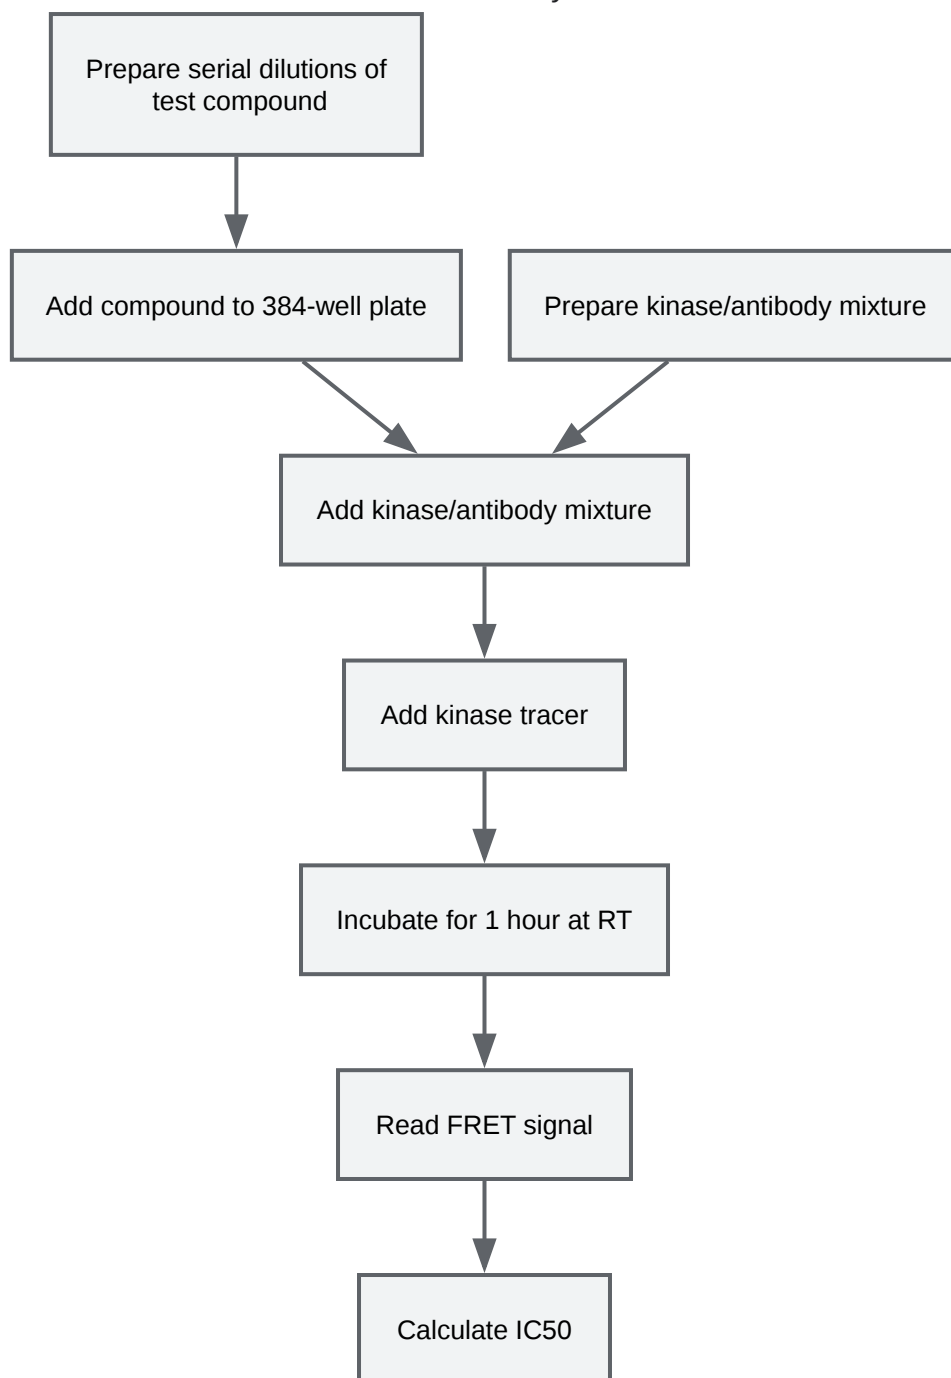 Prepare serial dilutions of
test compound
Add compound to 384-well plate
Prepare kinase/antibody mixture
Add kinase/antibody mixture
Add kinase tracer
Incubate for 1 hour at RT
Read FRET signal
Calculate IC50